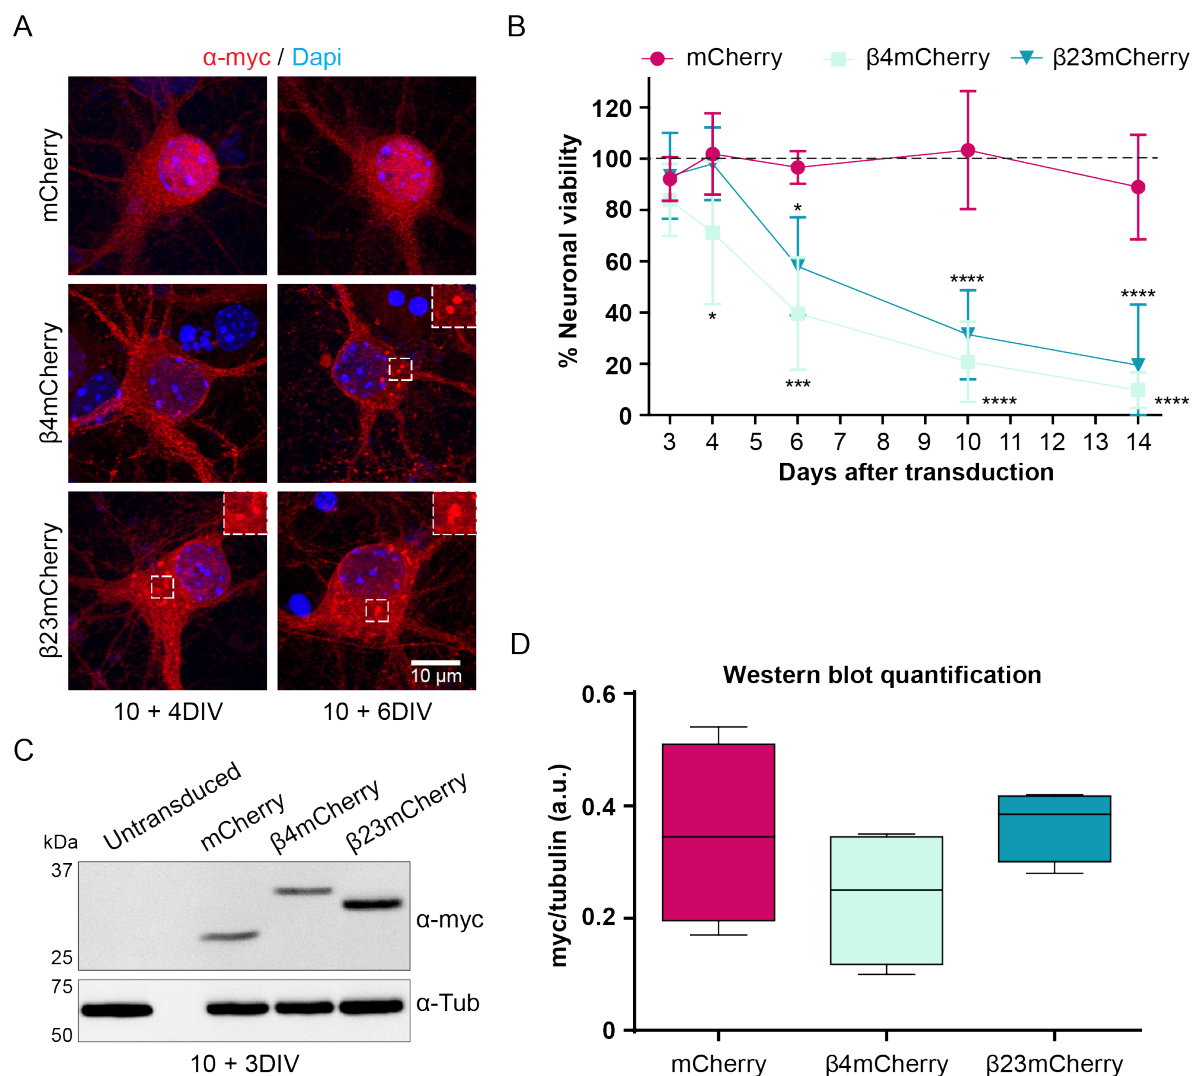 A
α-myc / Dapi
mCherry
β4mCherry
β23mCherry
10 µm
10 + 4DIV
10 + 6DIV
B
mCherry
β4mCherry
β23mCherry
% Neuronal viability
120
100
80
60
40
20
0
*
*
***
****
****
****
****
3 4 5 6 7 8 9 10 11 12 13 14
Days after transduction
C
Untransduced
mCherry
β4mCherry
β23mCherry
kDa
37
25
α-myc
75
50
α-Tub
10 + 3DIV
D
Western blot quantification
myc/tubulin (a.u.)
0.6
0.4
0.2
0
mCherry
β4mCherry
β23mCherry